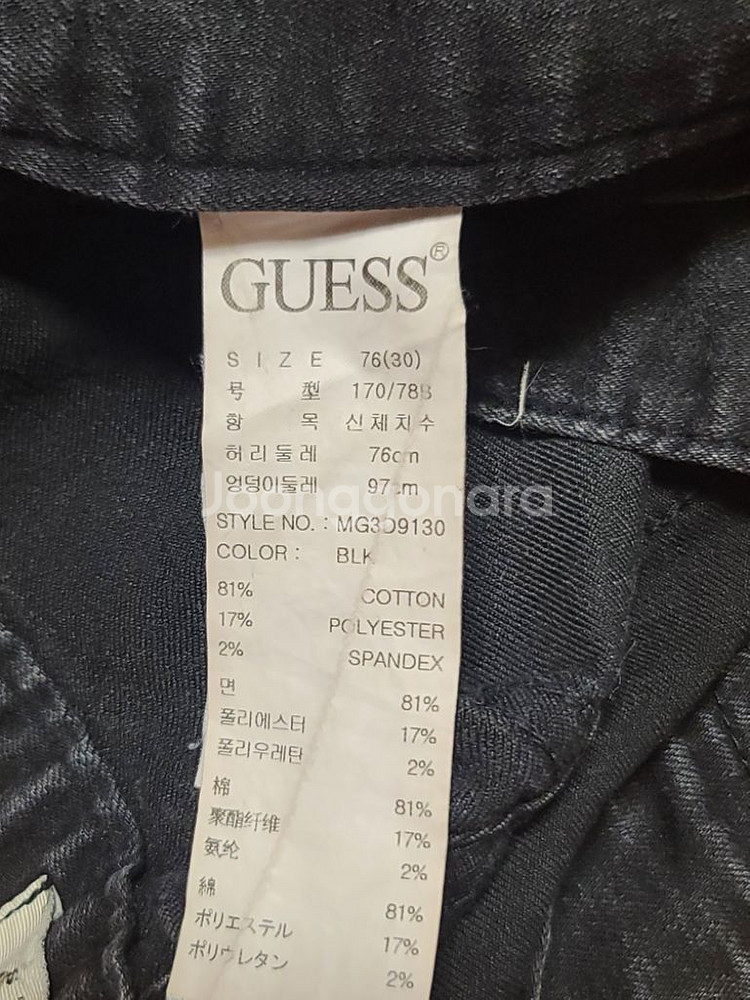 GUESS®
SIZE 76(30)
号型 170/78B
항목 신체치수
허리둘레 76cm
엉덩이둘레 97cm
Joonggonara
STYLE NO. : MG3D9130
COLOR : BLK
81% COTTON
17% POLYESTER
2% SPANDEX
면 81%
폴리에스터 17%
폴리우레탄 2%
棉 81%
聚酯纤维 17%
氨纶 2%
綿 81%
ポリエステル 17%
ポリウレタン 2%